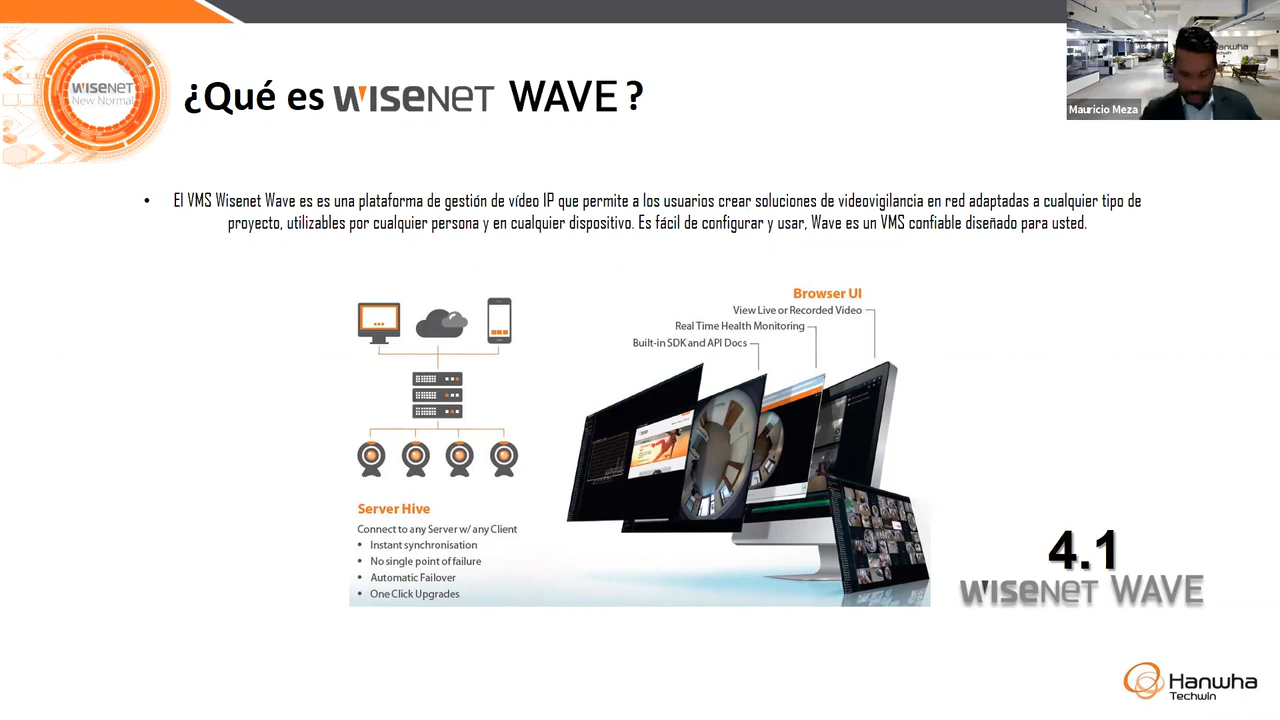 WISENET
New Normal
¿Qué es WISENET WAVE ?
WISENET
Hanwha
Techwin
Mauricio Meza
• El VMS Wisenet Wave es es una plataforma de gestión de vídeo IP que permite a los usuarios crear soluciones de videovigilancia en red adaptadas a cualquier tipo de
proyecto, utilizables por cualquier persona y en cualquier dispositivo. Es fácil de configurar y usar, Wave es un VMS confiable diseñado para usted.
Browser UI
View Live or Recorded Video
Real Time Health Monitoring
Built-in SDK and API Docs
Server Hive
Connect to any Server w/ any Client
• Instant synchronisation
• No single point of failure
• Automatic Failover
• One Click Upgrades
4.1
WISENET WAVE
Hanwha
Techwin